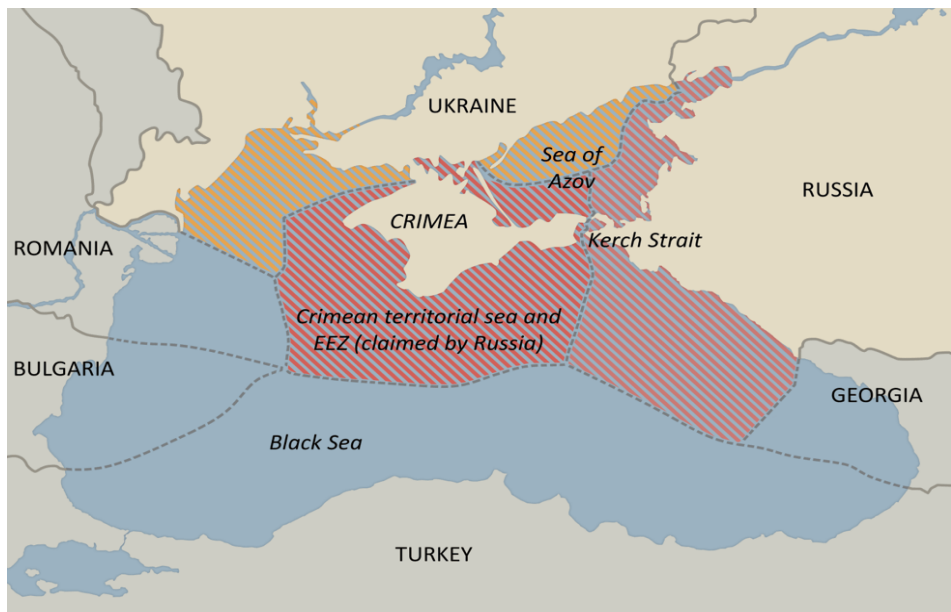 UKRAINE
Sea of
Azov
RUSSIA
CRIMEA
Kerch Strait
ROMANIA
Crimean territorial sea and
EEZ (claimed by Russia)
BULGARIA
GEORGIA
Black Sea
TURKEY